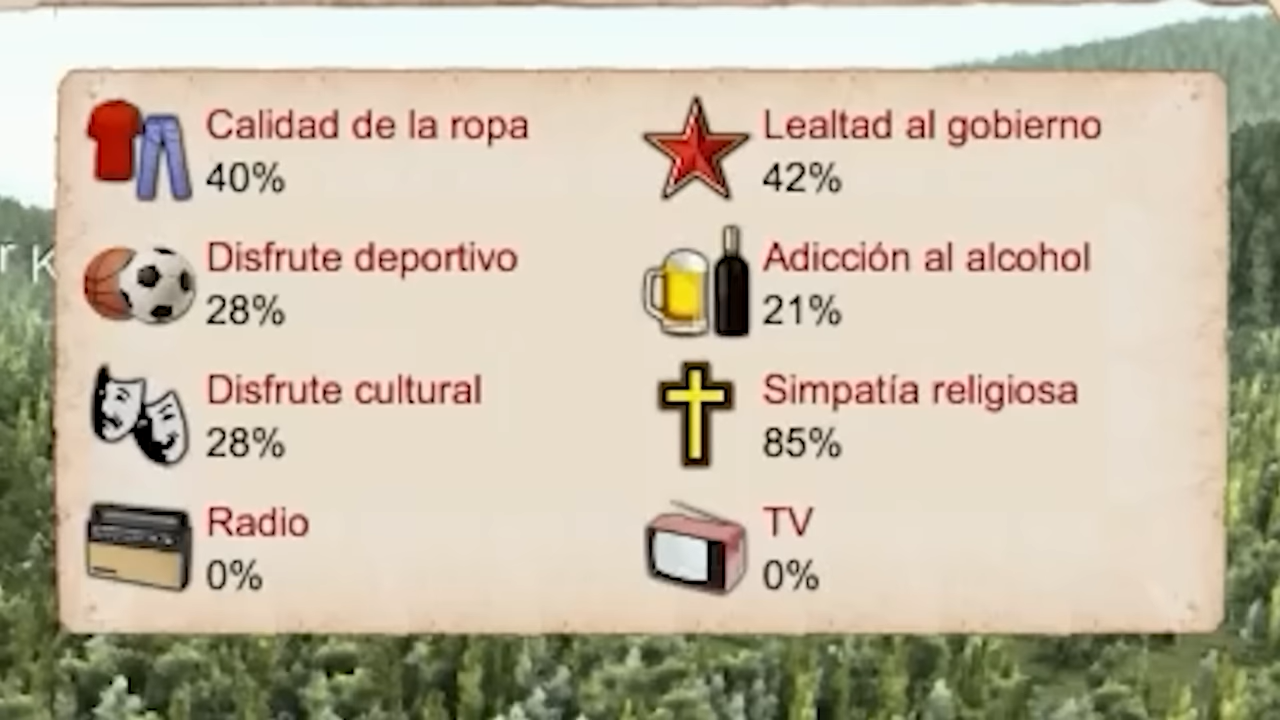 Calidad de la ropa
40%
Lealtad al gobierno
42%
Disfrute deportivo
28%
Adicción al alcohol
21%
Disfrute cultural
28%
Simpatía religiosa
85%
Radio
0%
TV
0%